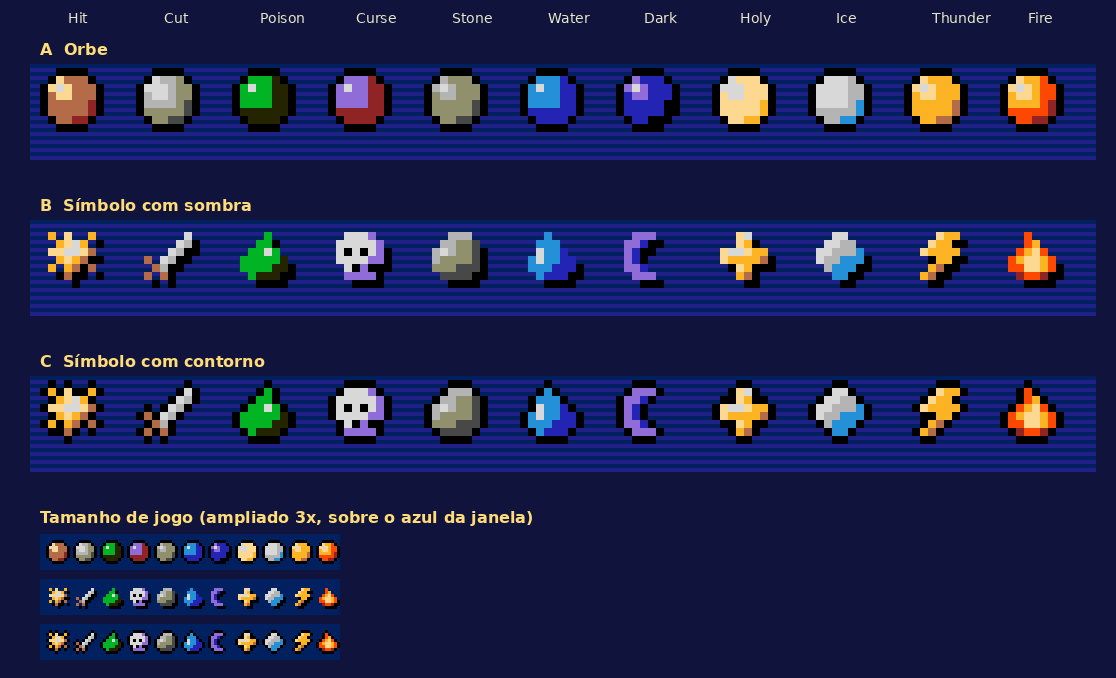 Hit Cut Poison Curse Stone Water Dark Holy Ice Thunder Fire
A Orbe
B Símbolo com sombra
C Símbolo com contorno
Tamanho de jogo (ampliado 3x, sobre o azul da janela)